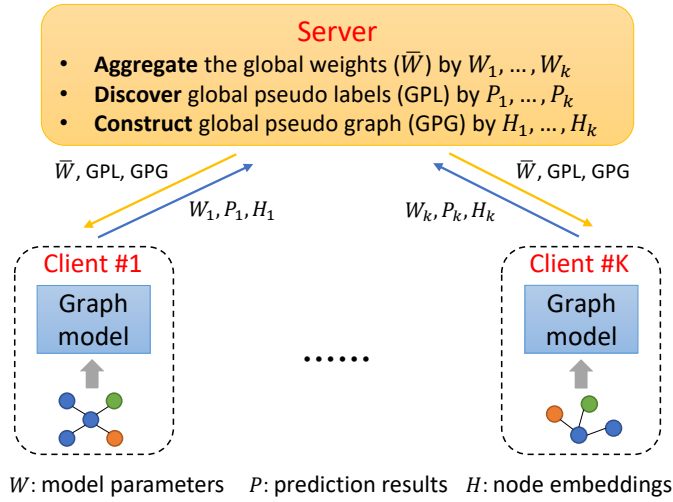 Server
• Aggregate the global weights (W̄) by W₁, …, Wₖ
• Discover global pseudo labels (GPL) by P₁, …, Pₖ
• Construct global pseudo graph (GPG) by H₁, …, Hₖ
W̄, GPL, GPG
W̄, GPL, GPG
W₁, P₁, H₁
Wₖ, Pₖ, Hₖ
Client #1
Client #K
Graph
model
Graph
model
......
W: model parameters P: prediction results H: node embeddings